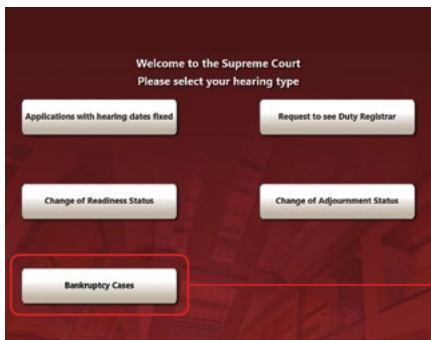 Welcome to the Supreme Court
Please select your hearing type
Applications with hearing dates fixed
Request to see Duty Registrar
Change of Readiness Status
Change of Adjournment Status
Bankruptcy Cases